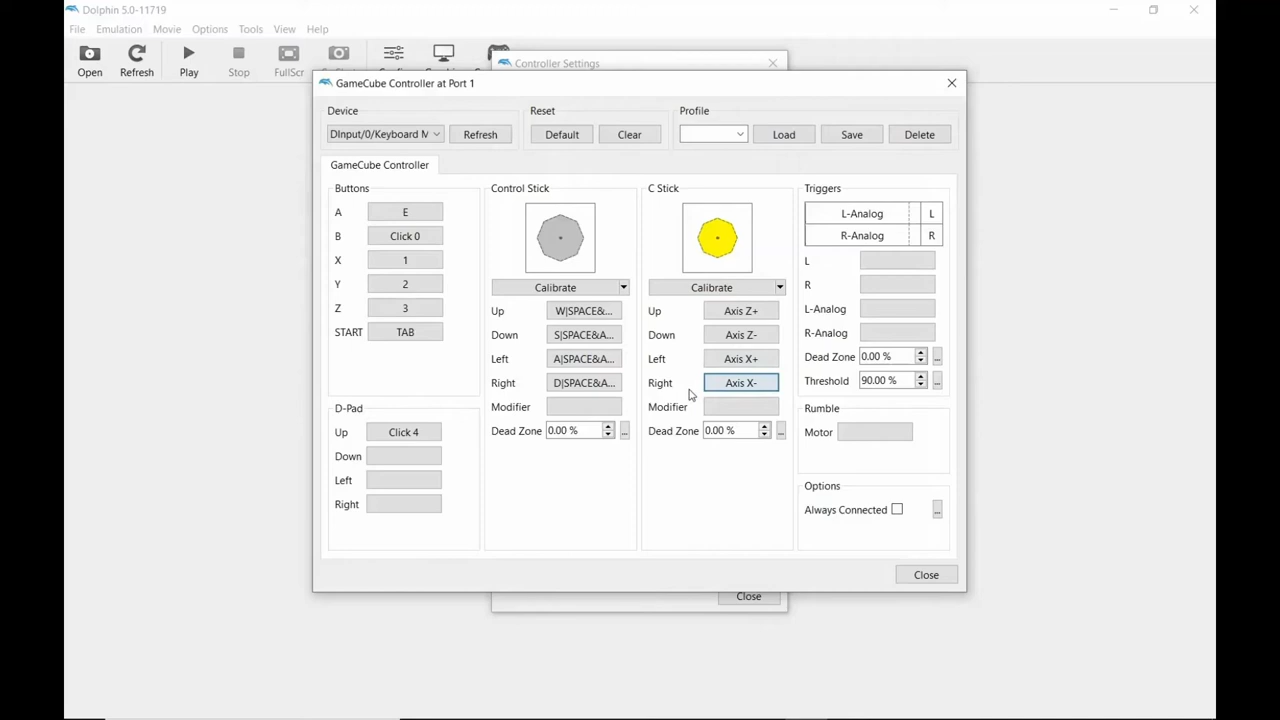 Dolphin 5.0-11719
File Emulation Movie Options Tools View Help
Open Refresh Play Stop FullScr
Controller Settings
GameCube Controller at Port 1
Device Reset Profile
DInput/0/Keyboard M Refresh Default Clear Load Save Delete
GameCube Controller
Buttons
A E
B Click 0
X 1
Y 2
Z 3
START TAB
D-Pad
Up Click 4
Down
Left
Right
Control Stick
Calibrate
Up W|SPACE&...
Down S|SPACE&A...
Left A|SPACE&A...
Right D|SPACE&A...
Modifier
Dead Zone 0.00 % ...
C Stick
Calibrate
Up Axis Z+
Down Axis Z-
Left Axis X+
Right Axis X-
Modifier
Dead Zone 0.00 % ...
Triggers
L-Analog L
R-Analog R
L
R
L-Analog
R-Analog
Dead Zone 0.00 % ...
Threshold 90.00 % ...
Rumble
Motor
Options
Always Connected ...
Close
Close